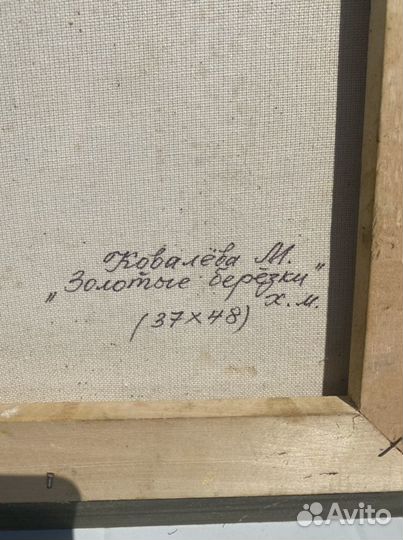 Ковалёва М.
„Золотые берёзки"
х.м.
(37×48)
Avito